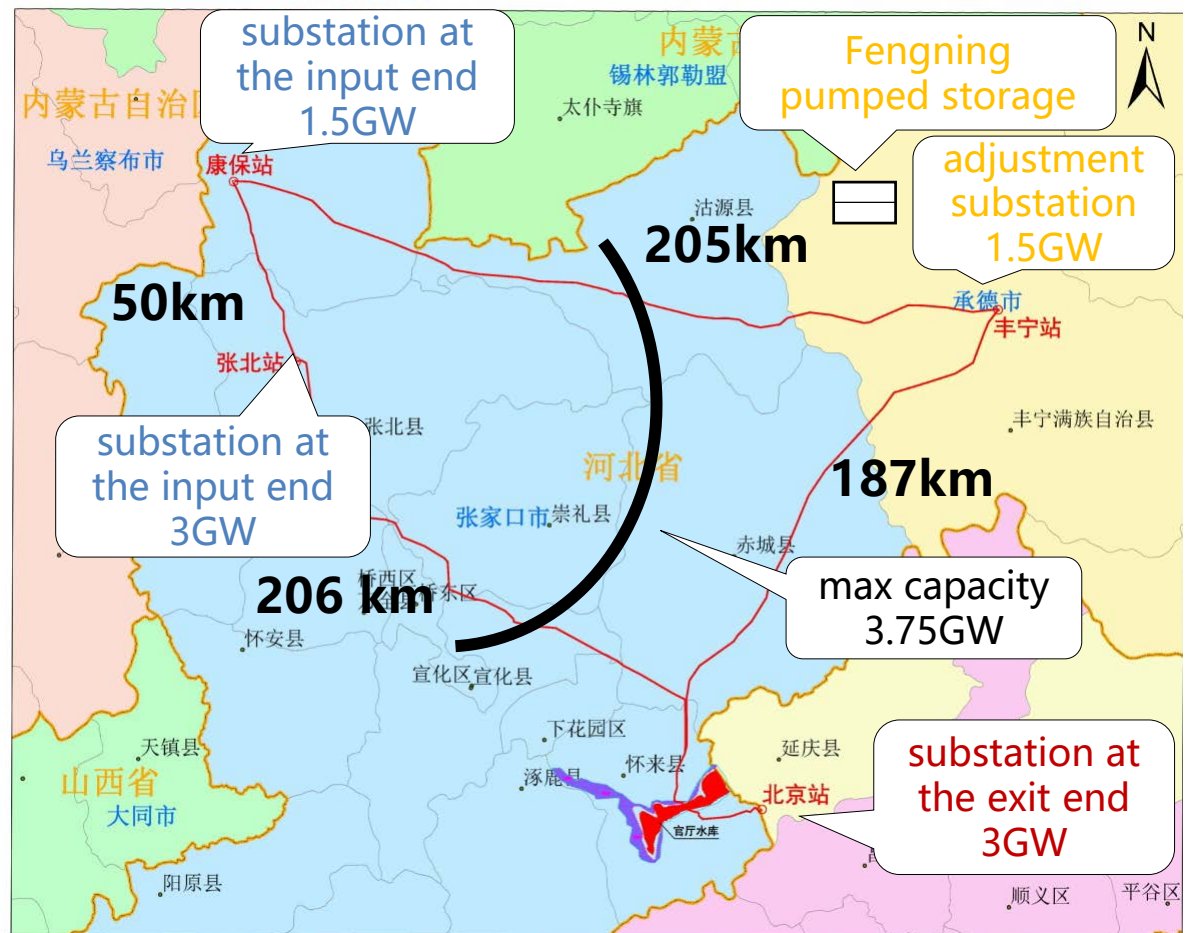 substation at
the input end
1.5GW
内蒙古
锡林郭勒盟
太仆寺旗
Fengning
pumped storage
N
内蒙古自治区
乌兰察布市
康保站
adjustment
substation
1.5GW
沽源县
205km
50km
承德市
丰宁站
张北站
张北县
丰宁满族自治县
substation at
the input end
3GW
河北省
187km
张家口市
崇礼县
赤城县
206 km
桥西区
桥东区
max capacity
3.75GW
怀安县
宣化区
宣化县
下花园区
延庆县
天镇县
怀来县
涿鹿县
山西省
大同市
北京站
官厅水库
substation at
the exit end
3GW
阳原县
顺义区
平谷区